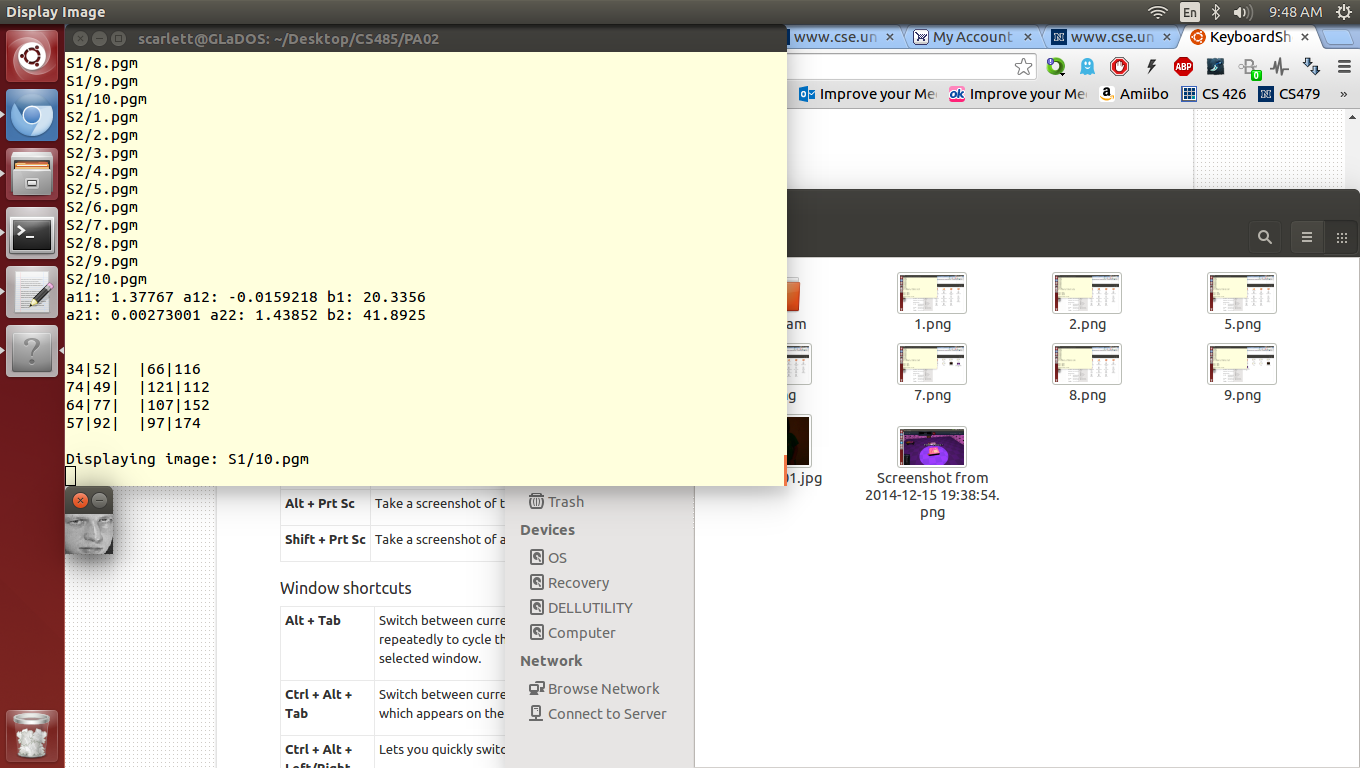 Display Image
En
9:48 AM
scarlett@GLaDOS: ~/Desktop/CS485/PA02
S1/8.pgm
S1/9.pgm
S1/10.pgm
S2/1.pgm
S2/2.pgm
S2/3.pgm
S2/4.pgm
S2/5.pgm
S2/6.pgm
S2/7.pgm
S2/8.pgm
S2/9.pgm
S2/10.pgm
a11: 1.37767 a12: -0.0159218 b1: 20.3356
a21: 0.00273001 a22: 1.43852 b2: 41.8925
34|52|  |66|116
74|49|  |121|112
64|77|  |107|152
57|92|  |97|174
Displaying image: S1/10.pgm
www.cse.un
My Account
www.cse.un
KeyboardSh
ABP
0
Improve your Me
ok Improve your Me
a Amiibo
CS 426
N CS479
»
am
1.png
2.png
5.png
ng
7.png
8.png
9.png
01.jpg
Screenshot from
2014-12-15 19:38:54.
png
Alt + Prt Sc
Take a screenshot of t
Shift + Prt Sc
Take a screenshot of a
Window shortcuts
Alt + Tab
Switch between curre
repeatedly to cycle th
selected window.
Ctrl + Alt +
Tab
Switch between curre
which appears on the
Ctrl + Alt +
Left/Right
Lets you quickly switc
Trash
Devices
OS
Recovery
DELLUTILITY
Computer
Network
Browse Network
Connect to Server